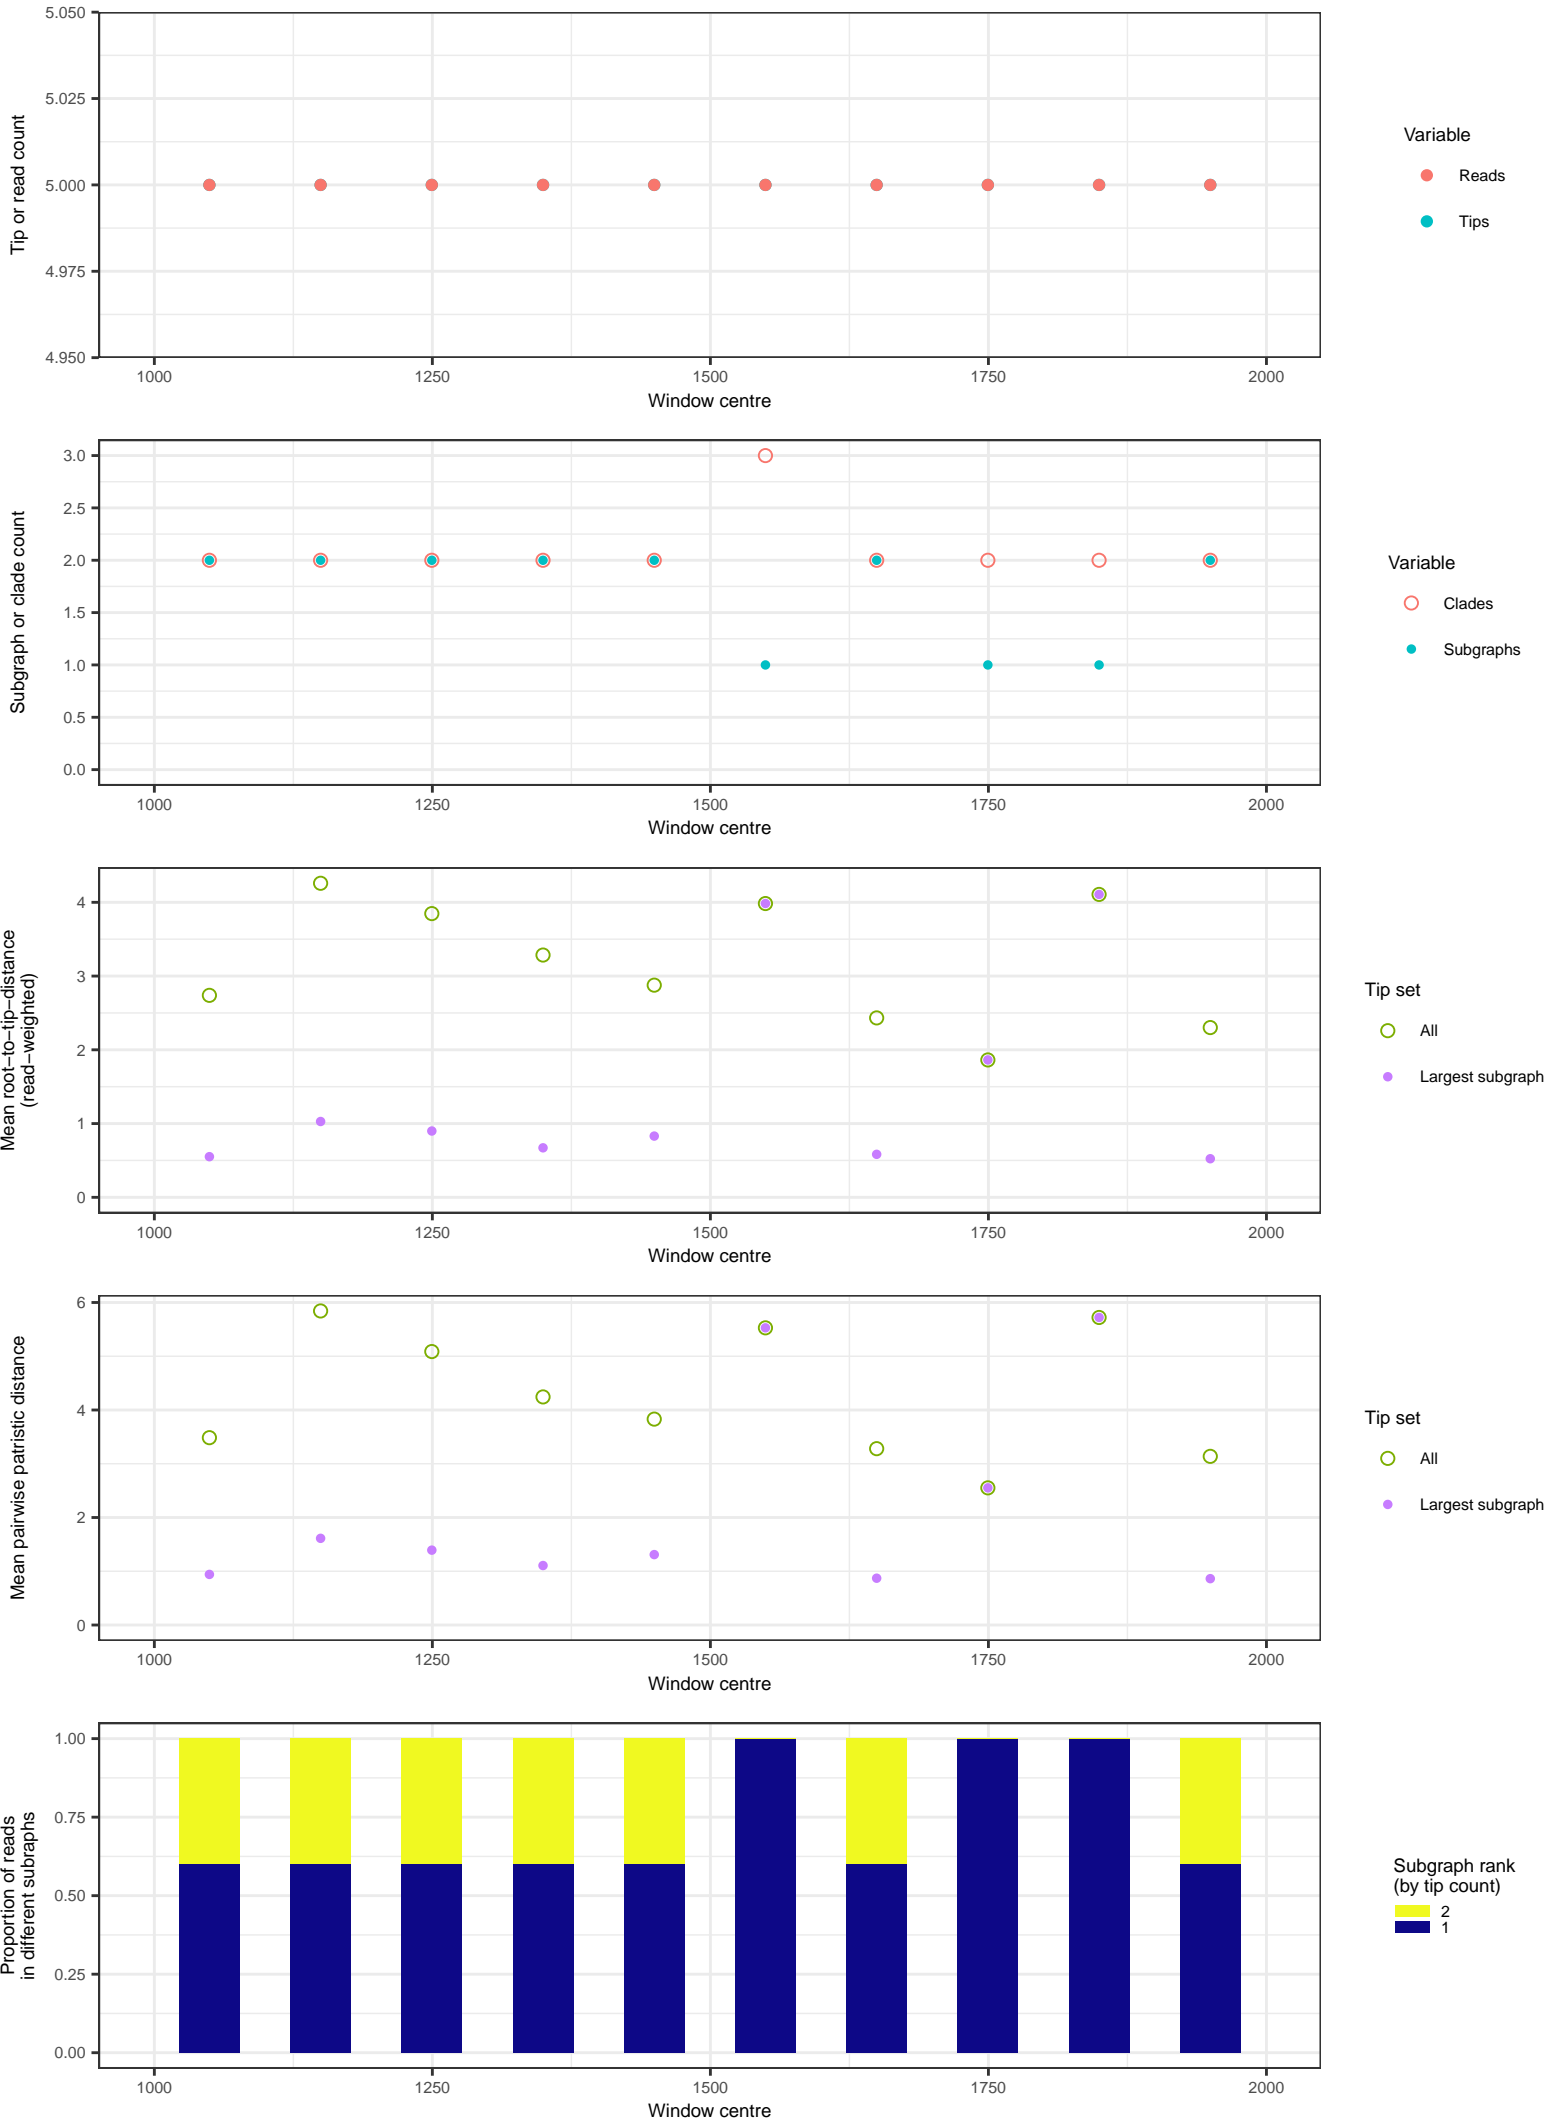 5.050
5.025
5.000
4.975
4.950
Tip or read count
1000 1250 1500 1750 2000
Window centre
Variable
Reads
Tips
3.0
2.5
2.0
1.5
1.0
0.5
0.0
Subgraph or clade count
1000 1250 1500 1750 2000
Window centre
Variable
Clades
Subgraphs
4
3
2
1
0
Mean root−to−tip−distance
(read−weighted)
1000 1250 1500 1750 2000
Window centre
Tip set
All
Largest subgraph
6
4
2
0
Mean pairwise patristic distance
1000 1250 1500 1750 2000
Window centre
Tip set
All
Largest subgraph
1.00
0.75
0.50
0.25
0.00
Proportion of reads
in different subraphs
1000 1250 1500 1750 2000
Window centre
Subgraph rank
(by tip count)
2
1